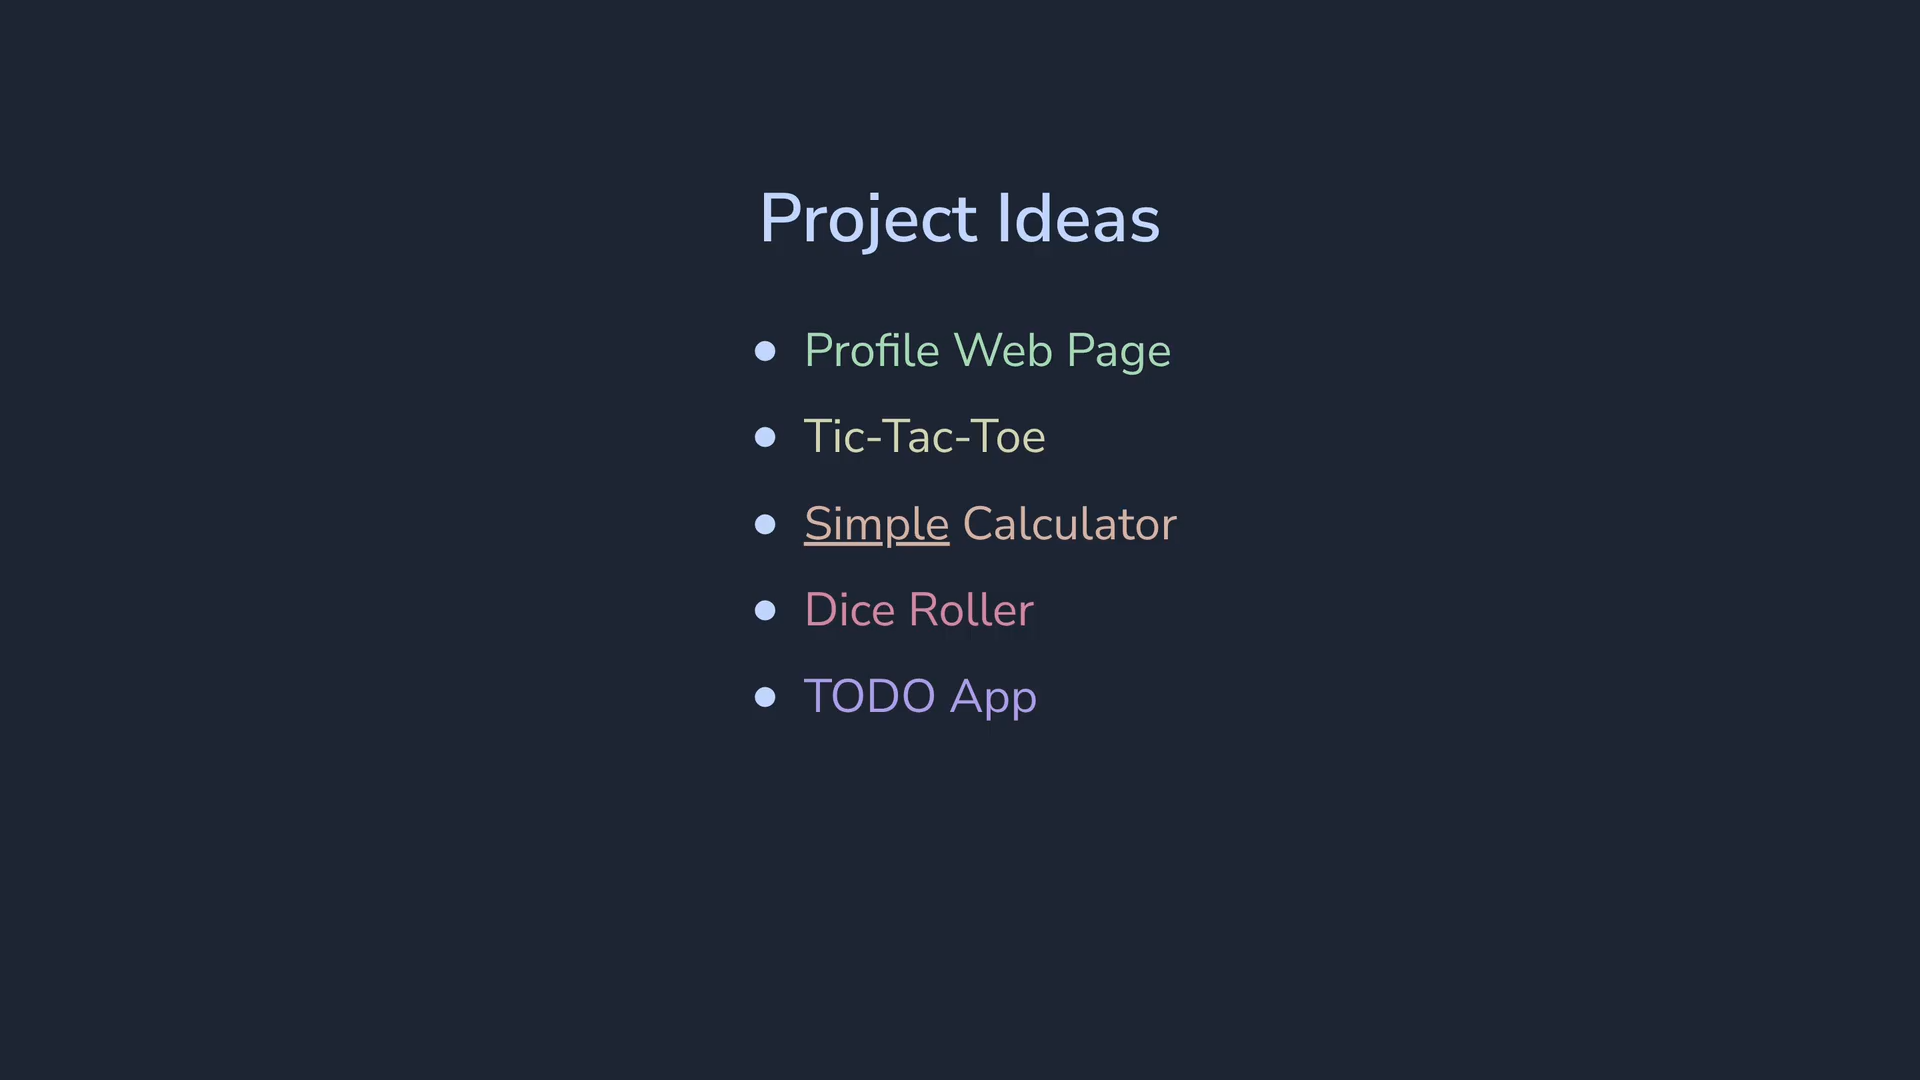 Project Ideas
Profile Web Page
Tic-Tac-Toe
Simple Calculator
Dice Roller
TODO App